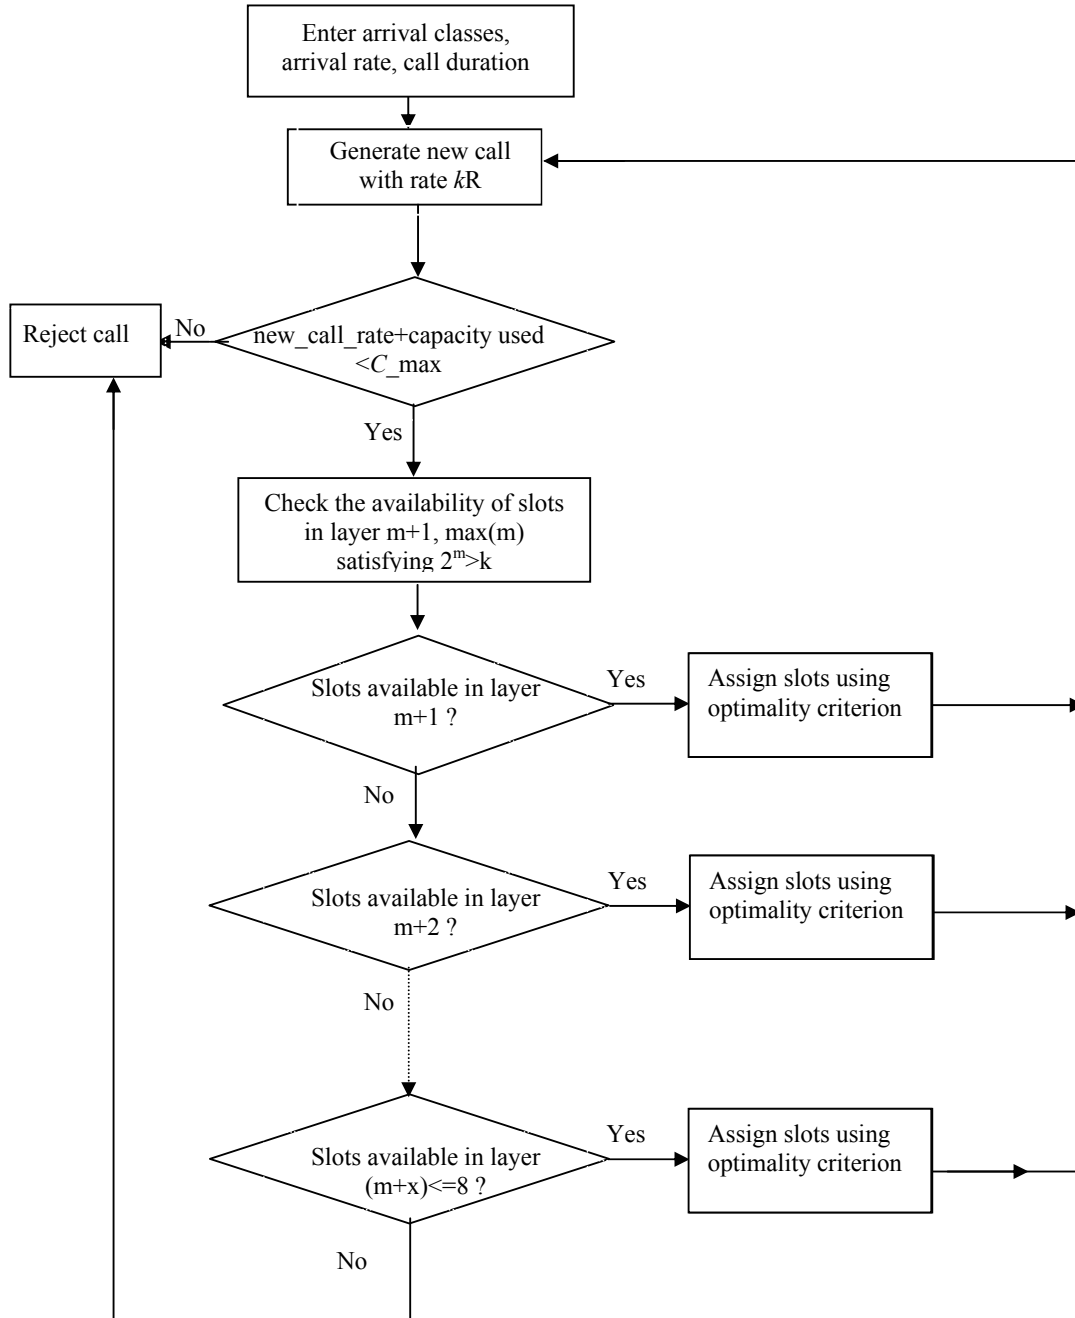 Enter arrival classes,
arrival rate, call duration
Generate new call
with rate kR
Reject call
No
new_call_rate+capacity used
<C_max
Yes
Check the availability of slots
in layer m+1, max(m)
satisfying 2^m>k
Slots available in layer
m+1 ?
Yes
Assign slots using
optimality criterion
No
Slots available in layer
m+2 ?
Yes
Assign slots using
optimality criterion
No
Slots available in layer
(m+x)<=8 ?
Yes
Assign slots using
optimality criterion
No